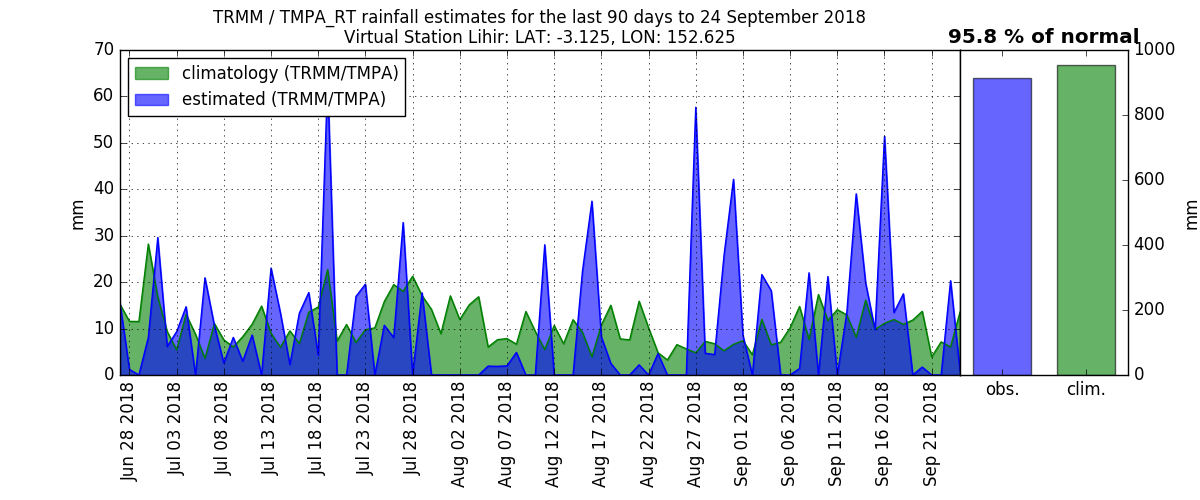 TRMM / TMPA_RT rainfall estimates for the last 90 days to 24 September 2018
Virtual Station Lihir: LAT: -3.125, LON: 152.625
95.8 % of normal
climatology (TRMM/TMPA)
estimated (TRMM/TMPA)
mm
70
60
50
40
30
20
10
0
Jun 28 2018
Jul 03 2018
Jul 08 2018
Jul 13 2018
Jul 18 2018
Jul 23 2018
Jul 28 2018
Aug 02 2018
Aug 07 2018
Aug 12 2018
Aug 17 2018
Aug 22 2018
Aug 27 2018
Sep 01 2018
Sep 06 2018
Sep 11 2018
Sep 16 2018
Sep 21 2018
1000
800
600
400
200
0
mm
obs.
clim.